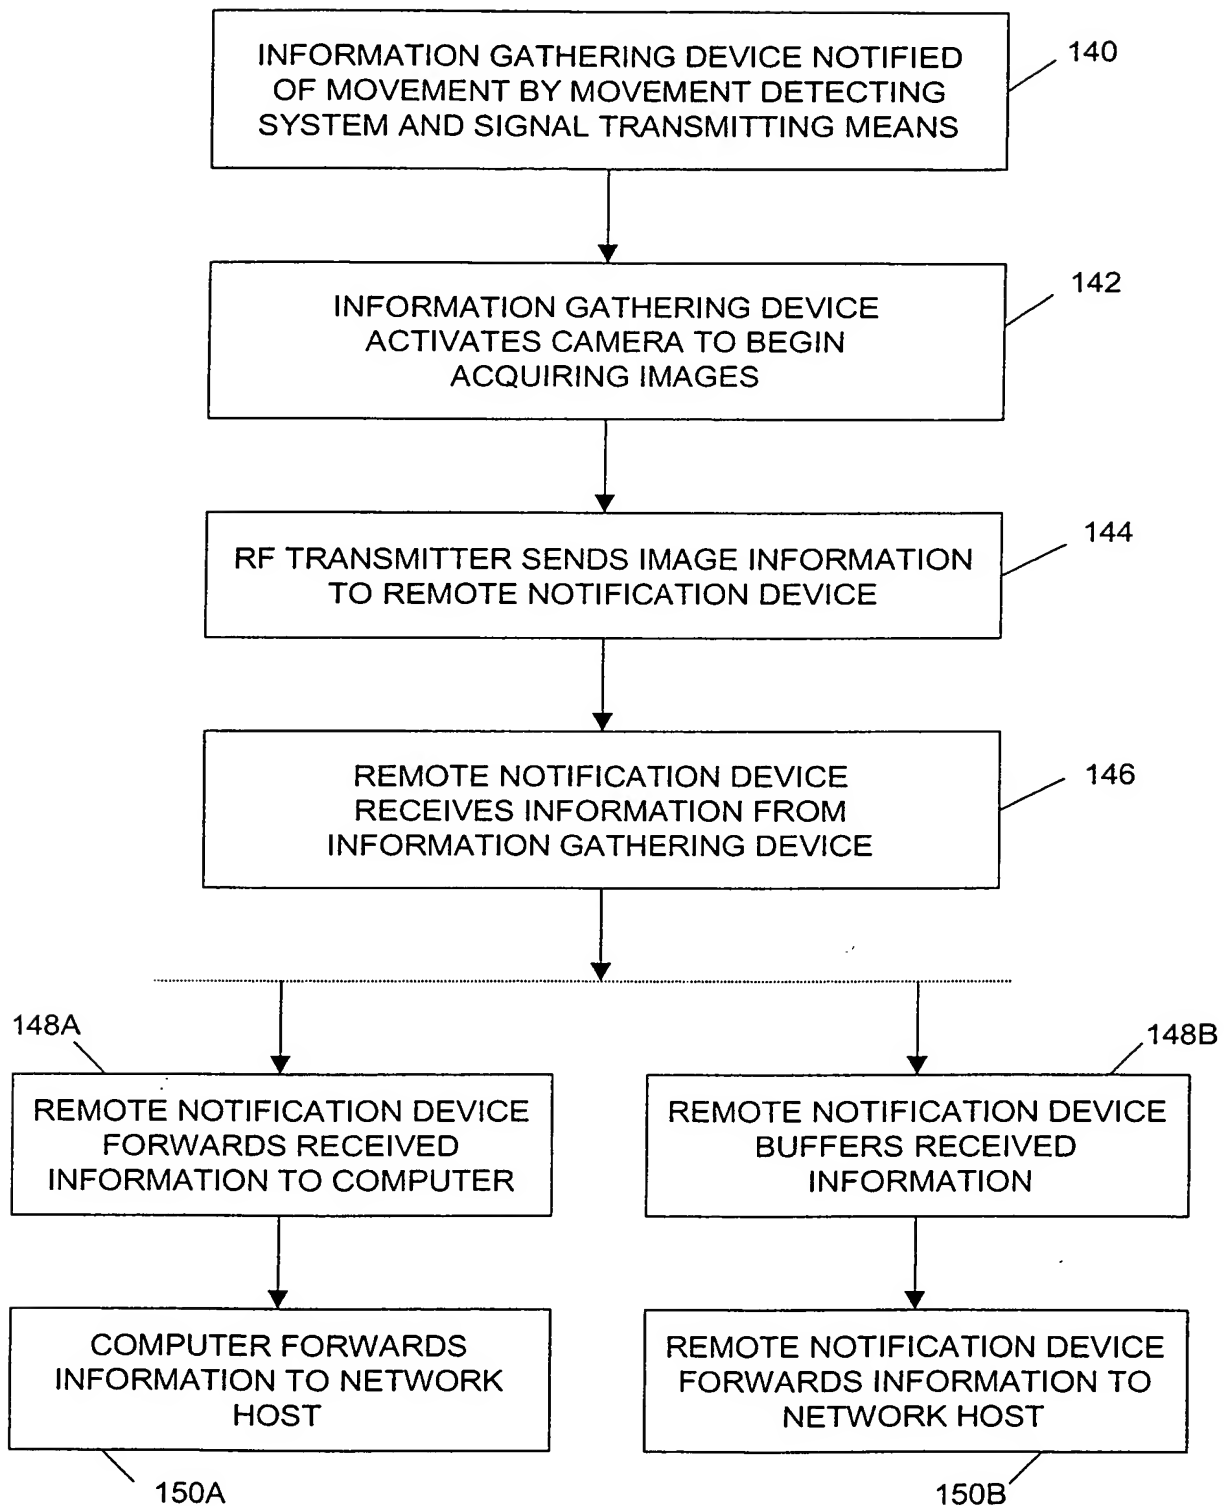 INFORMATION GATHERING DEVICE NOTIFIED
OF MOVEMENT BY MOVEMENT DETECTING
SYSTEM AND SIGNAL TRANSMITTING MEANS
140
INFORMATION GATHERING DEVICE
ACTIVATES CAMERA TO BEGIN
ACQUIRING IMAGES
142
RF TRANSMITTER SENDS IMAGE INFORMATION
TO REMOTE NOTIFICATION DEVICE
144
REMOTE NOTIFICATION DEVICE
RECEIVES INFORMATION FROM
INFORMATION GATHERING DEVICE
146
148A
REMOTE NOTIFICATION DEVICE
FORWARDS RECEIVED
INFORMATION TO COMPUTER
148B
REMOTE NOTIFICATION DEVICE
BUFFERS RECEIVED
INFORMATION
COMPUTER FORWARDS
INFORMATION TO NETWORK
HOST
150A
REMOTE NOTIFICATION DEVICE
FORWARDS INFORMATION TO
NETWORK HOST
150B